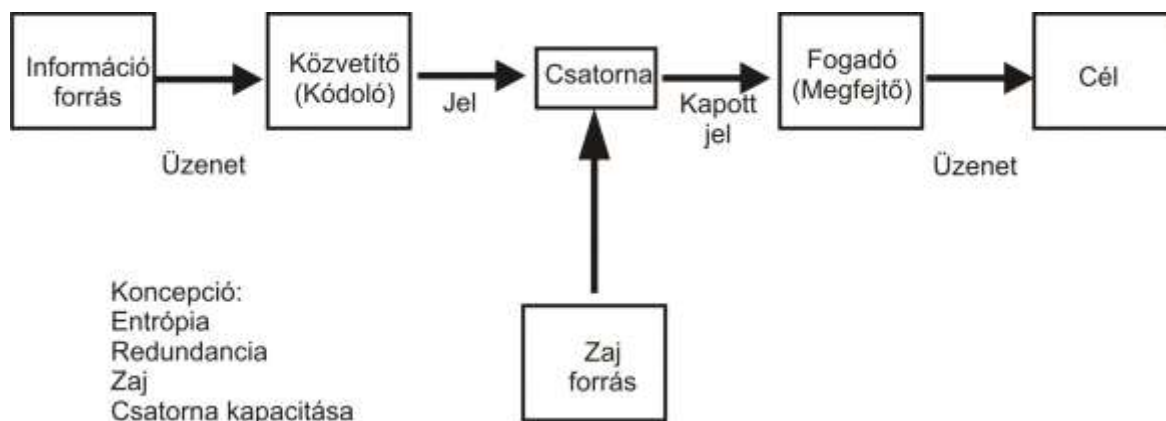 Információ
forrás
Üzenet
Közvetítő
(Kódoló)
Jel
Csatorna
Kapott
jel
Fogadó
(Megfejtő)
Üzenet
Cél
Zaj
forrás
Koncepció:
Entrópia
Redundancia
Zaj
Csatorna kapacitása